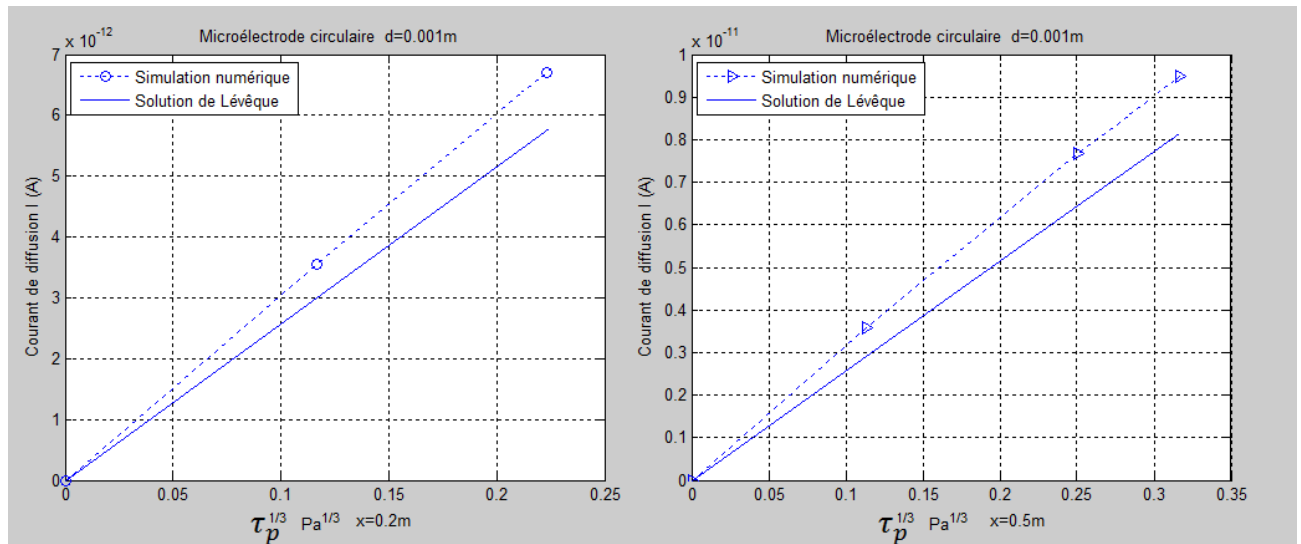 x 10⁻¹²
Microélectrode circulaire d=0.001m
7
6
5
4
3
2
1
0
Simulation numérique
Solution de Lévêque
Courant de diffusion I (A)
0 0.05 0.1 0.15 0.2 0.25
τₚ^1/3 Pa^1/3 x=0.2m
x 10⁻¹¹
Microélectrode circulaire d=0.001m
1
0.9
0.8
0.7
0.6
0.5
0.4
0.3
0.2
0.1
0
Simulation numérique
Solution de Lévêque
Courant de diffusion I (A)
0 0.05 0.1 0.15 0.2 0.25 0.3 0.35
τₚ^1/3 Pa^1/3 x=0.5m